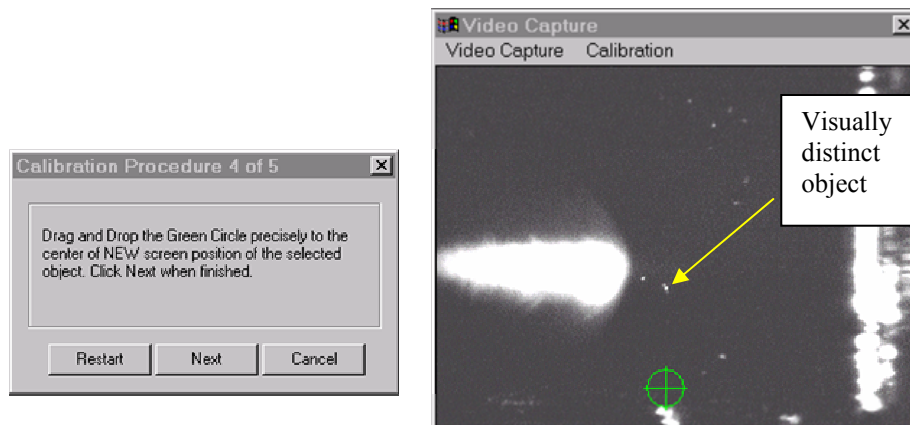 Calibration Procedure 4 of 5
Drag and Drop the Green Circle precisely to the
center of NEW screen position of the selected
object. Click Next when finished.
Restart Next Cancel
Video Capture
Video Capture Calibration
Visually
distinct
object